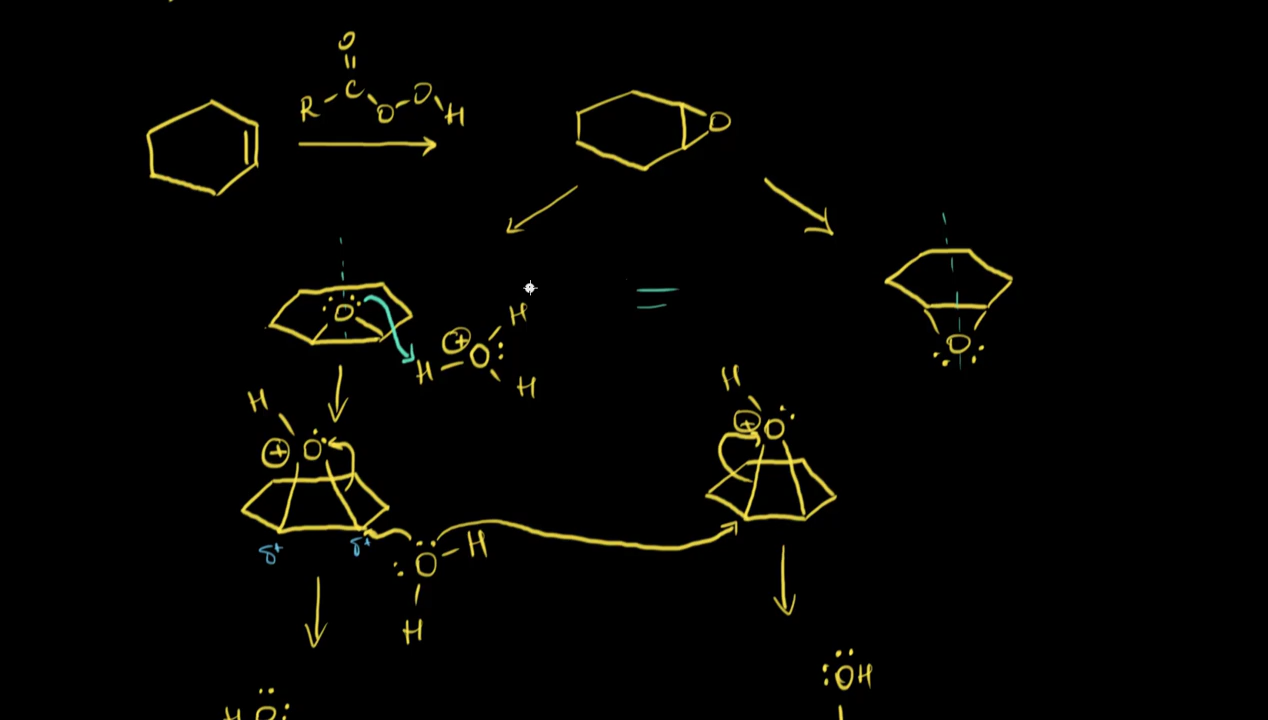 O
R C O O H
O
O
H ⊕ O: H
H
O
H
⊕ O
H
⊕ O
δ+ δ+
:O H
H
:OH
HO: